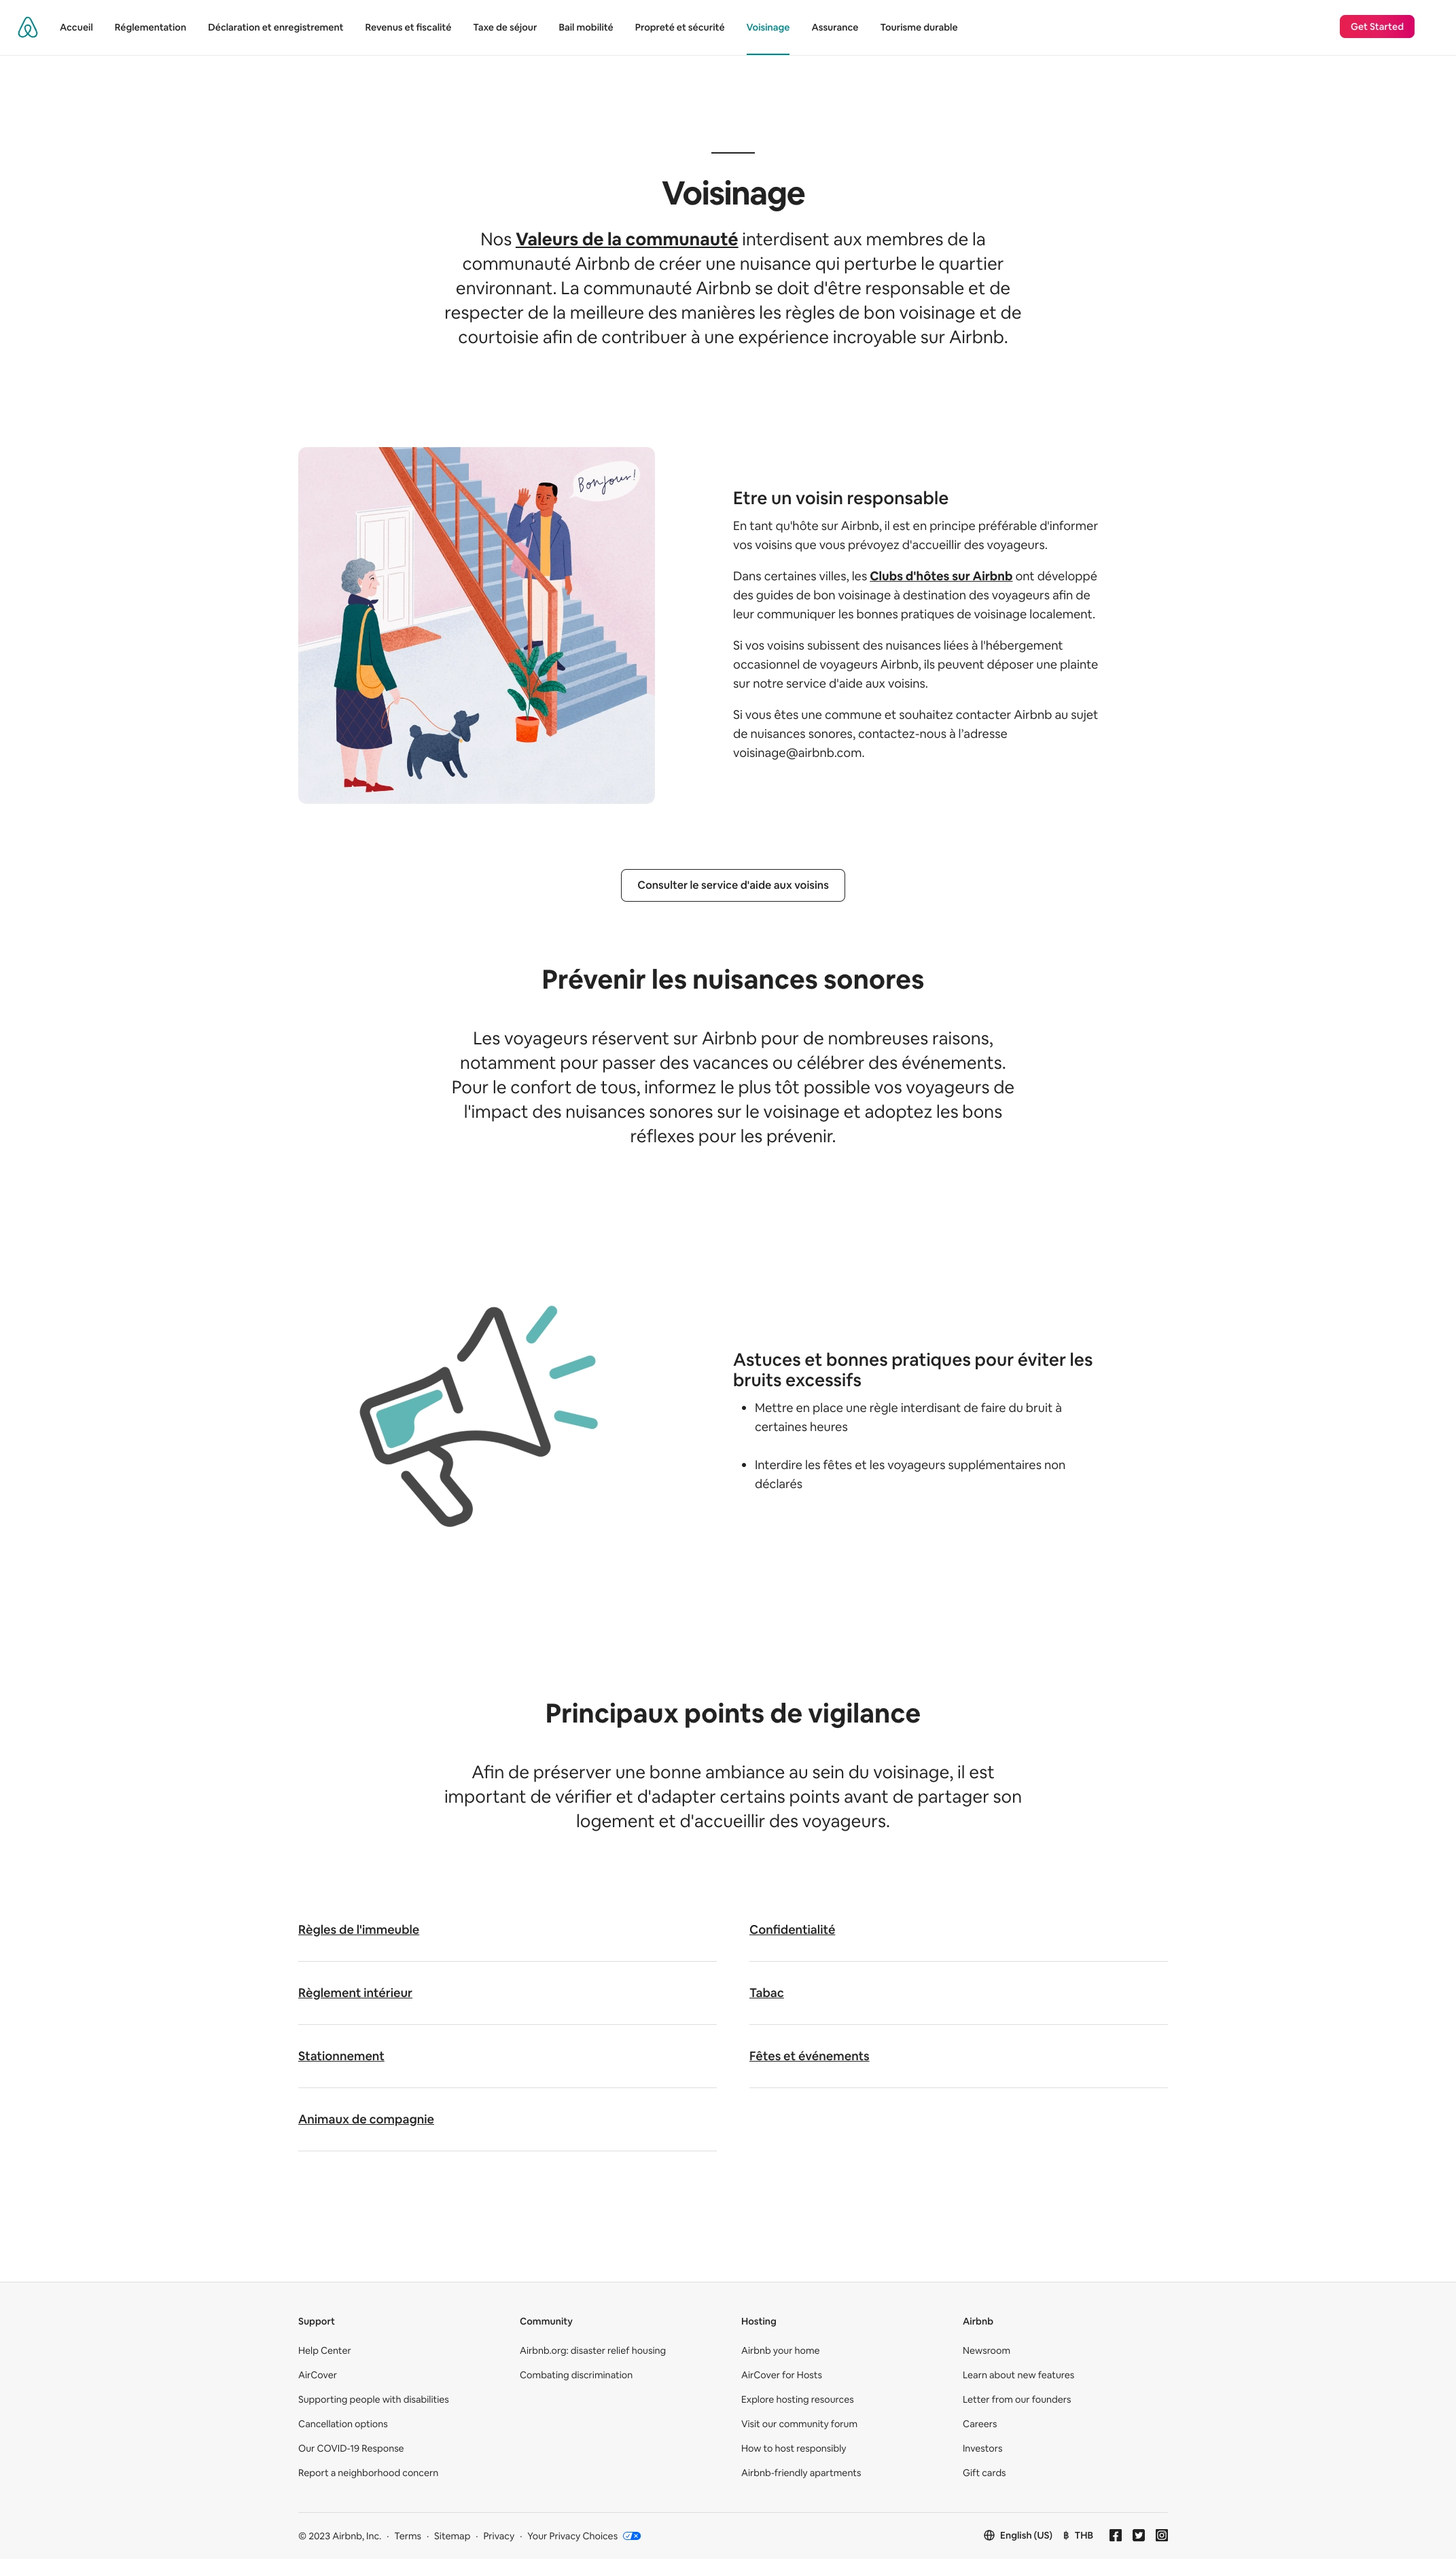 Accueil Réglementation Déclaration et enregistrement Revenus et fiscalité Taxe de séjour Bail mobilité Propreté et sécurité Voisinage Assurance Tourisme durable Get Started
Voisinage
Nos Valeurs de la communauté interdisent aux membres de la
communauté Airbnb de créer une nuisance qui perturbe le quartier
environnant. La communauté Airbnb se doit d'être responsable et de
respecter de la meilleure des manières les règles de bon voisinage et de
courtoisie afin de contribuer à une expérience incroyable sur Airbnb.
Bonjour!
Etre un voisin responsable
En tant qu'hôte sur Airbnb, il est en principe préférable d'informer
vos voisins que vous prévoyez d'accueillir des voyageurs.
Dans certaines villes, les Clubs d'hôtes sur Airbnb ont développé
des guides de bon voisinage à destination des voyageurs afin de
leur communiquer les bonnes pratiques de voisinage localement.
Si vos voisins subissent des nuisances liées à l'hébergement
occasionnel de voyageurs Airbnb, ils peuvent déposer une plainte
sur notre service d'aide aux voisins.
Si vous êtes une commune et souhaitez contacter Airbnb au sujet
de nuisances sonores, contactez-nous à l’adresse
voisinage@airbnb.com.
Consulter le service d'aide aux voisins
Prévenir les nuisances sonores
Les voyageurs réservent sur Airbnb pour de nombreuses raisons,
notamment pour passer des vacances ou célébrer des événements.
Pour le confort de tous, informez le plus tôt possible vos voyageurs de
l'impact des nuisances sonores sur le voisinage et adoptez les bons
réflexes pour les prévenir.
Astuces et bonnes pratiques pour éviter les
bruits excessifs
• Mettre en place une règle interdisant de faire du bruit à
certaines heures
• Interdire les fêtes et les voyageurs supplémentaires non
déclarés
Principaux points de vigilance
Afin de préserver une bonne ambiance au sein du voisinage, il est
important de vérifier et d'adapter certains points avant de partager son
logement et d'accueillir des voyageurs.
Règles de l'immeuble
Règlement intérieur
Stationnement
Animaux de compagnie
Confidentialité
Tabac
Fêtes et événements
Support
Help Center
AirCover
Supporting people with disabilities
Cancellation options
Our COVID-19 Response
Report a neighborhood concern
Community
Airbnb.org: disaster relief housing
Combating discrimination
Hosting
Airbnb your home
AirCover for Hosts
Explore hosting resources
Visit our community forum
How to host responsibly
Airbnb-friendly apartments
Airbnb
Newsroom
Learn about new features
Letter from our founders
Careers
Investors
Gift cards
© 2023 Airbnb, Inc. · Terms · Sitemap · Privacy · Your Privacy Choices English (US) ฿ THB